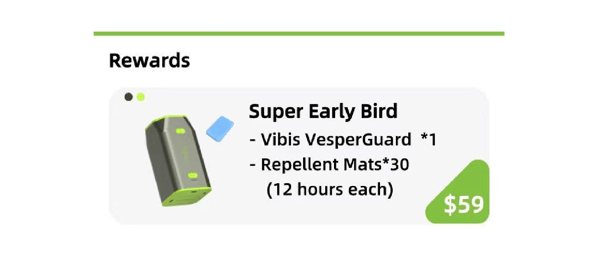 Rewards
Super Early Bird
- Vibis VesperGuard *1
- Repellent Mats*30
(12 hours each)
$59